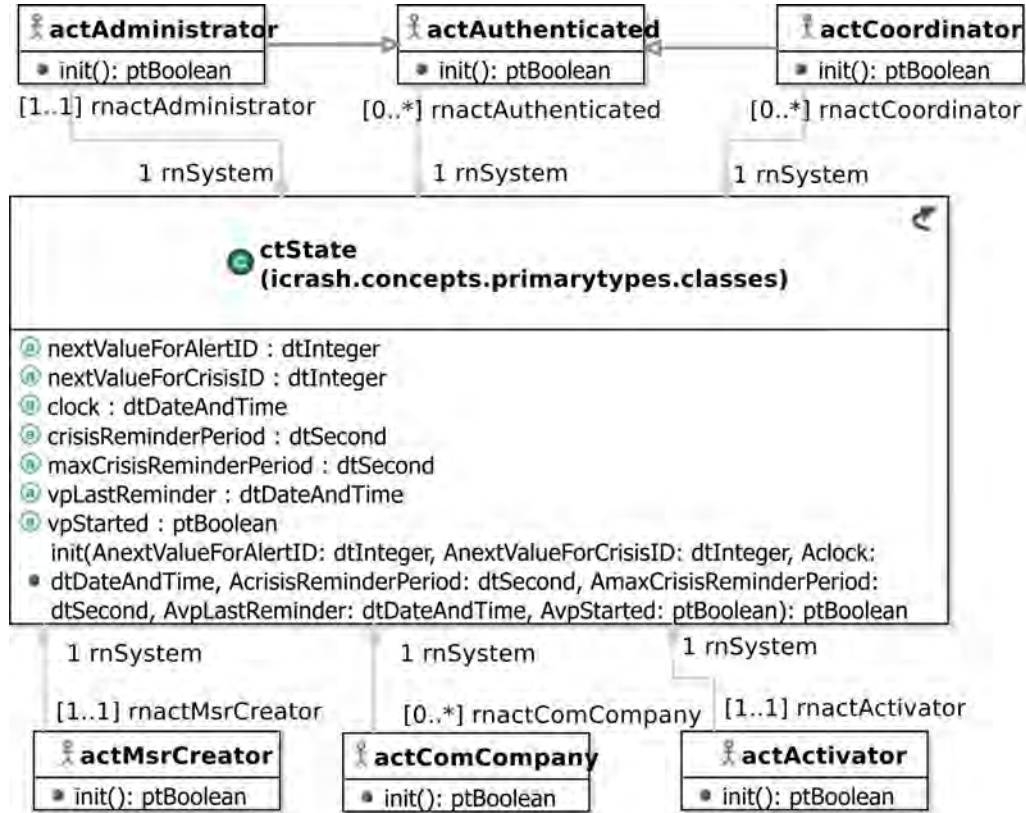 actAdministrator actAuthenticated actCoordinator
init(): ptBoolean init(): ptBoolean init(): ptBoolean
[1..1] rnactAdministrator [0..*] rnactAuthenticated [0..*] rnactCoordinator
1 rnSystem 1 rnSystem 1 rnSystem
ctState
(icrash.concepts.primarytypes.classes)
nextValueForAlertID : dtInteger
nextValueForCrisisID : dtInteger
clock : dtDateAndTime
crisisReminderPeriod : dtSecond
maxCrisisReminderPeriod : dtSecond
vpLastReminder : dtDateAndTime
vpStarted : ptBoolean
init(AnextValueForAlertID: dtInteger, AnextValueForCrisisID: dtInteger, Aclock:
dtDateAndTime, AcrisisReminderPeriod: dtSecond, AmaxCrisisReminderPeriod:
dtSecond, AvpLastReminder: dtDateAndTime, AvpStarted: ptBoolean): ptBoolean
1 rnSystem 1 rnSystem 1 rnSystem
[1..1] rnactMsrCreator [0..*] rnactComCompany [1..1] rnactActivator
actMsrCreator actComCompany actActivator
init(): ptBoolean init(): ptBoolean init(): ptBoolean